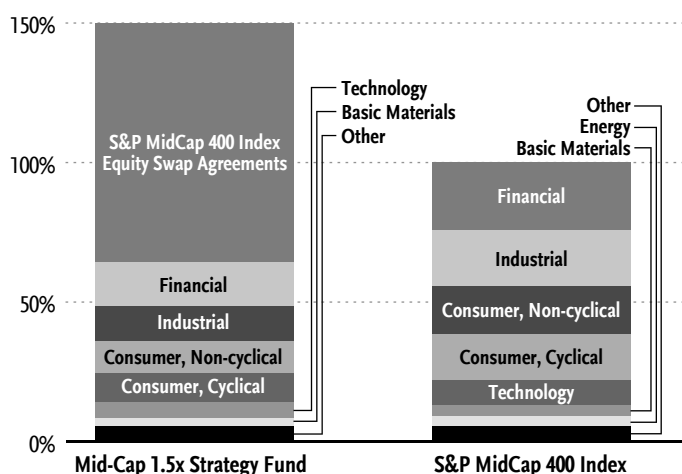 150%
100%
50%
0%
S&P MidCap 400 Index
Equity Swap Agreements
Financial
Industrial
Consumer, Non-cyclical
Consumer, Cyclical
Technology
Basic Materials
Other
Mid-Cap 1.5x Strategy Fund
Other
Energy
Basic Materials
Financial
Industrial
Consumer, Non-cyclical
Consumer, Cyclical
Technology
S&P MidCap 400 Index